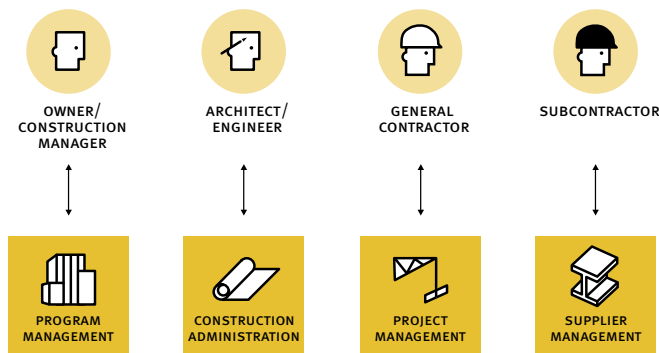 OWNER/
CONSTRUCTION
MANAGER
ARCHITECT/
ENGINEER
GENERAL
CONTRACTOR
SUBCONTRACTOR
PROGRAM
MANAGEMENT
CONSTRUCTION
ADMINISTRATION
PROJECT
MANAGEMENT
SUPPLIER
MANAGEMENT